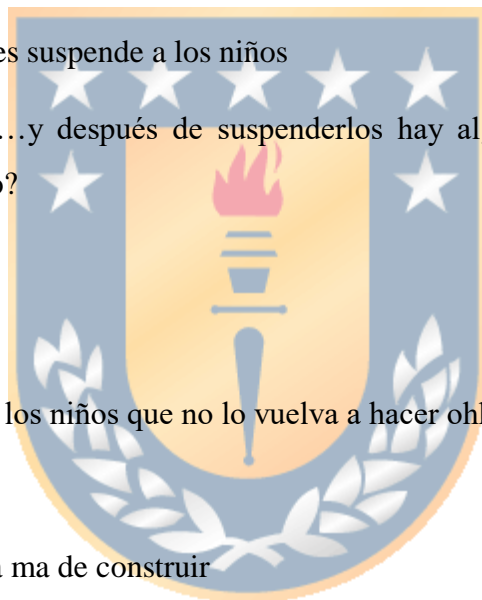 es suspende a los niños
…y después de suspenderlos hay al
o?
los niños que no lo vuelva a hacer oh
a ma de construir